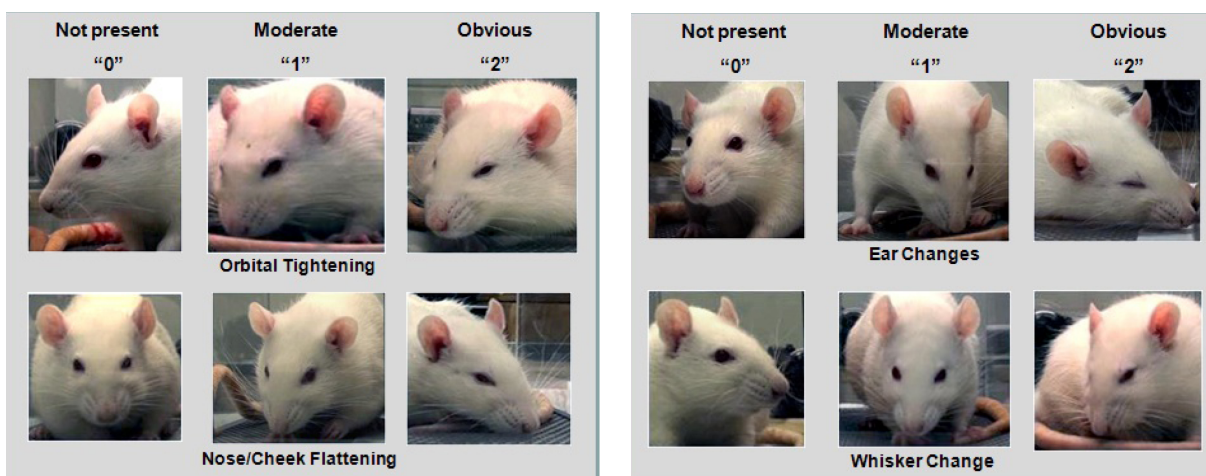 Not present Moderate Obvious
“0” “1” “2”
Orbital Tightening
Nose/Cheek Flattening
Not present Moderate Obvious
“0” “1” “2”
Ear Changes
Whisker Change